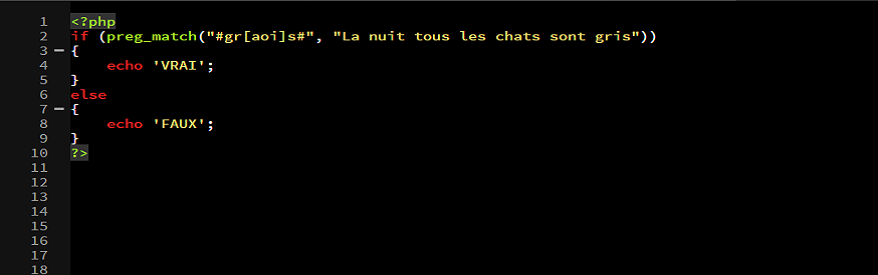 1 <?php
2 if (preg_match("#gr[aoi]s#", "La nuit tous les chats sont gris"))
3 {
4 echo 'VRAI';
5 }
6 else
7 {
8 echo 'FAUX';
9 }
10 ?>
11
12
13
14
15
16
17
18